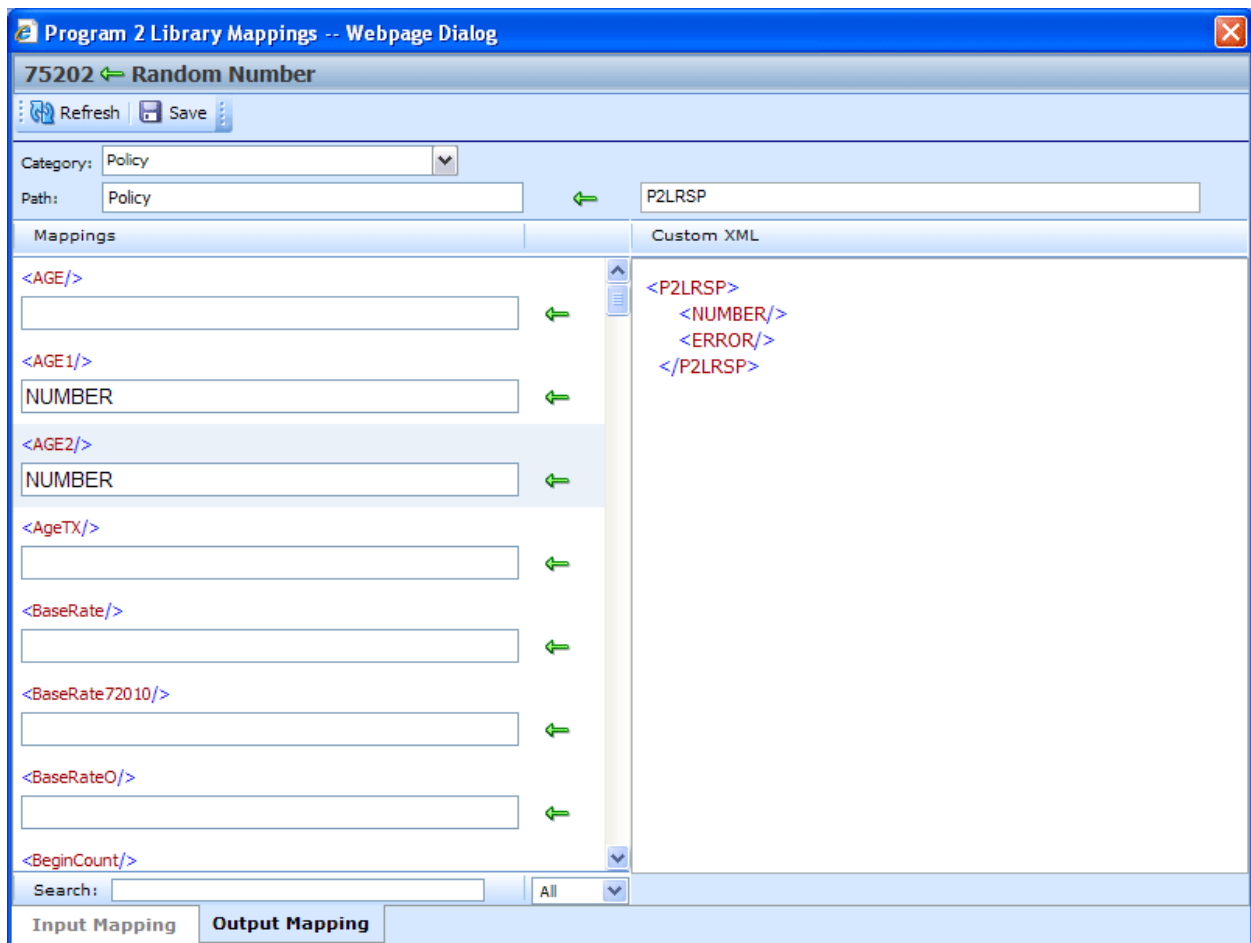 Program 2 Library Mappings -- Webpage Dialog
75202 Random Number
Refresh Save
Category: Policy
Path: Policy P2LRSP
Mappings Custom XML
<AGE/>
<AGE1/>
NUMBER
<AGE2/>
NUMBER
<AgeTX/>
<BaseRate/>
<BaseRate72010/>
<BaseRateO/>
<BeginCount/>
<P2LRSP>
<NUMBER/>
<ERROR/>
</P2LRSP>
Search: All
Input Mapping Output Mapping